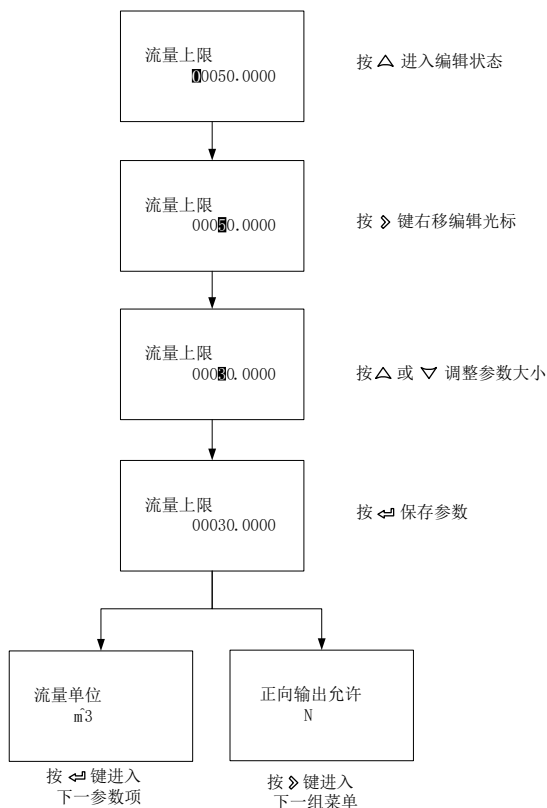 流量上限
00050.0000
按 △ 进入编辑状态
流量上限
00050.0000
按 键右移编辑光标
流量上限
00030.0000
按 △ 或 ▽ 调整参数大小
流量上限
00030.0000
按 保存参数
流量单位
m^3
按 键进入
下一参数项
正向输出允许
N
按 键进入
下一组菜单